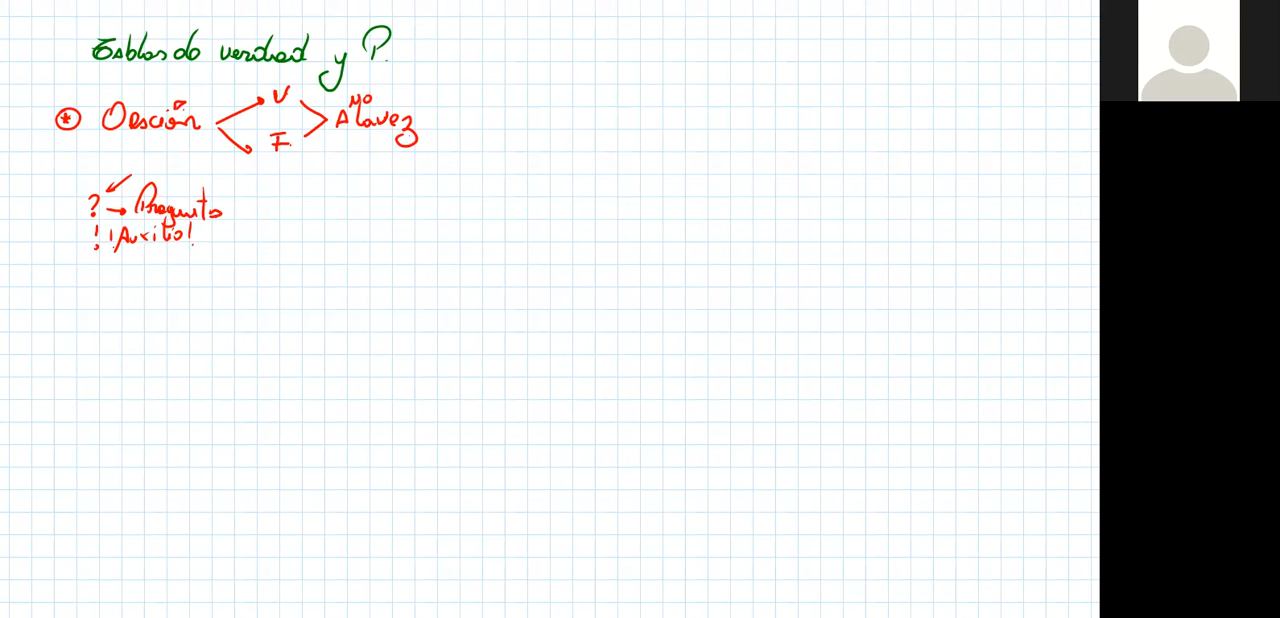 Tablas de verdad y P.
* Oración V F no A la vez
? → Pregunta
! ¡Auxilio!